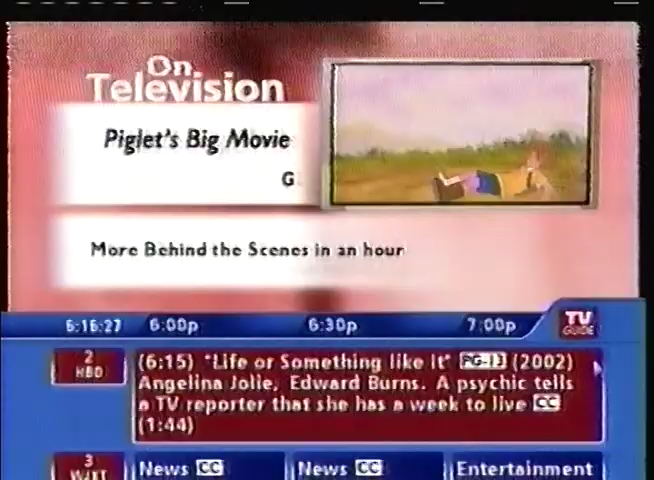 On
Television
Piglet's Big Movie
G
More Behind the Scenes in an hour
6:16:27 6:00p 6:30p 7:00p TV
GUIDE
2
HBO
(6:15) "Life or Something like It" PG-13 (2002)
Angelina Jolie, Edward Burns. A psychic tells
a TV reporter that she has a week to live CC
(1:44)
3
WJXT
News CC News CC Entertainment